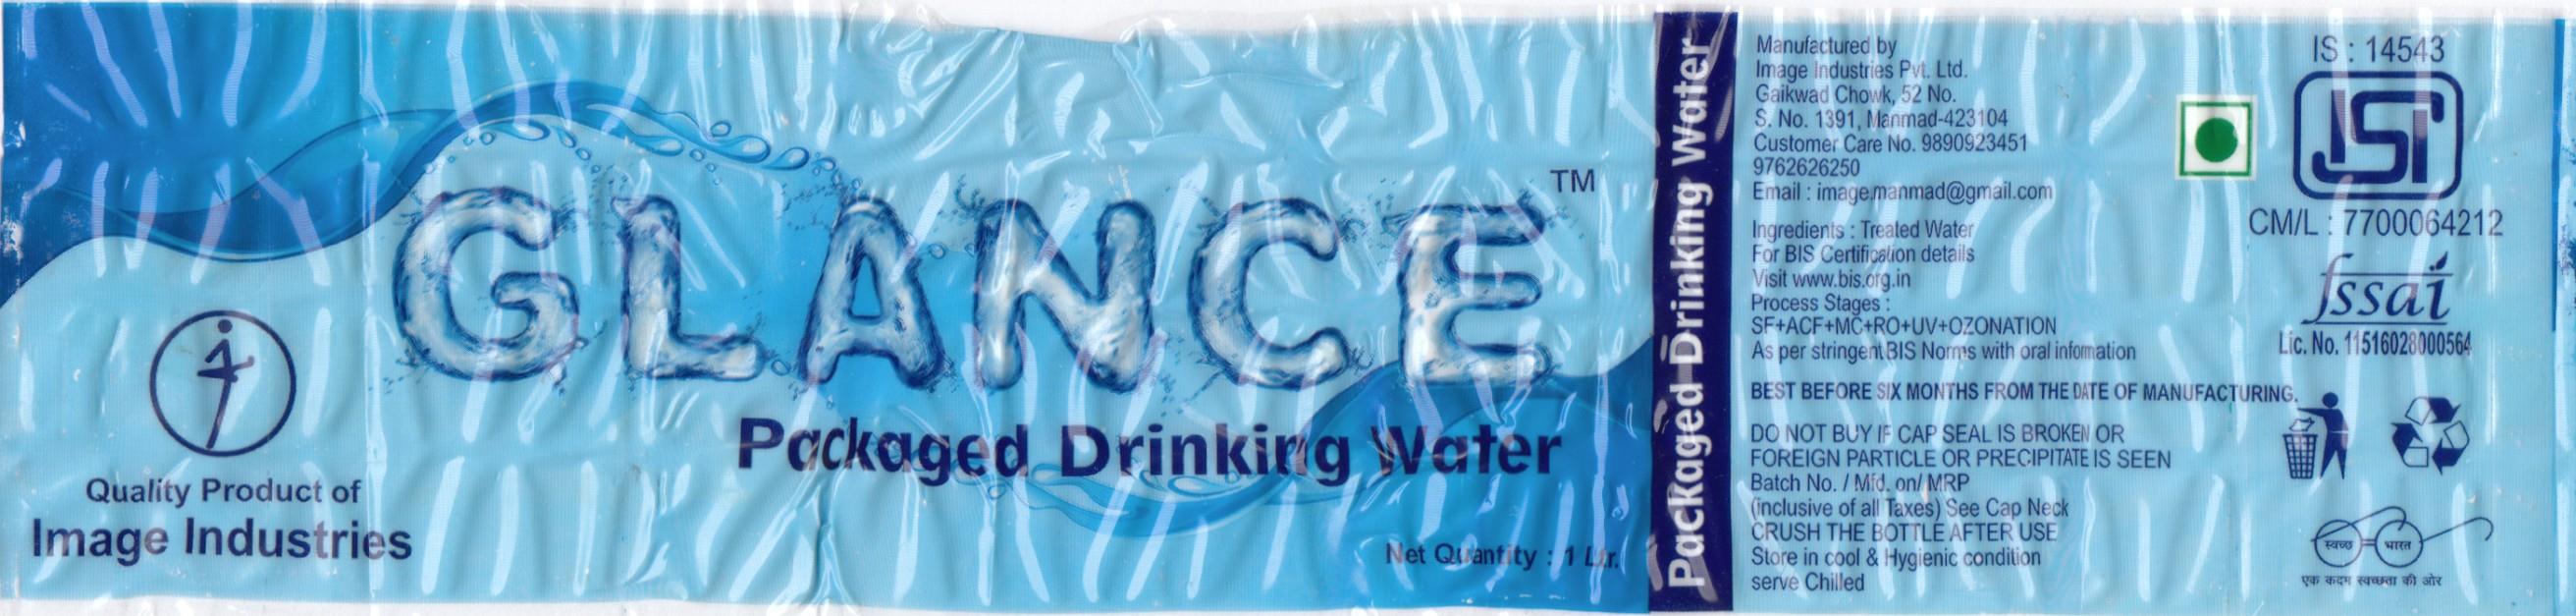 GLANCE
TM
Packaged Drinking Water
Quality Product of
Image Industries
Net Quantity : 1 Ltr.
Packaged Drinking Water
Manufactured by
Image Industries Pvt. Ltd.
Gaikwad Chowk, 52 No.
S. No. 1391, Manmad-423104
Customer Care No. 9890923451
9762626250
Email : image.manmad@gmail.com
Ingredients : Treated Water
For BIS Certification details
Visit www.bis.org.in
Process Stages :
SF+ACF+MC+RO+UV+OZONATION
As per stringent BIS Norms with oral infomation
BEST BEFORE SIX MONTHS FROM THE DATE OF MANUFACTURING.
DO NOT BUY IF CAP SEAL IS BROKEN OR
FOREIGN PARTICLE OR PRECIPITATE IS SEEN
Batch No. / Mfd. on/ MRP
(inclusive of all Taxes) See Cap Neck
CRUSH THE BOTTLE AFTER USE
Store in cool & Hygienic condition
serve Chilled
IS : 14543
ISI
CM/L : 7700064212
fssai
Lic. No. 11516028000564
स्वच्छ भारत
एक कदम स्वच्छता की ओर